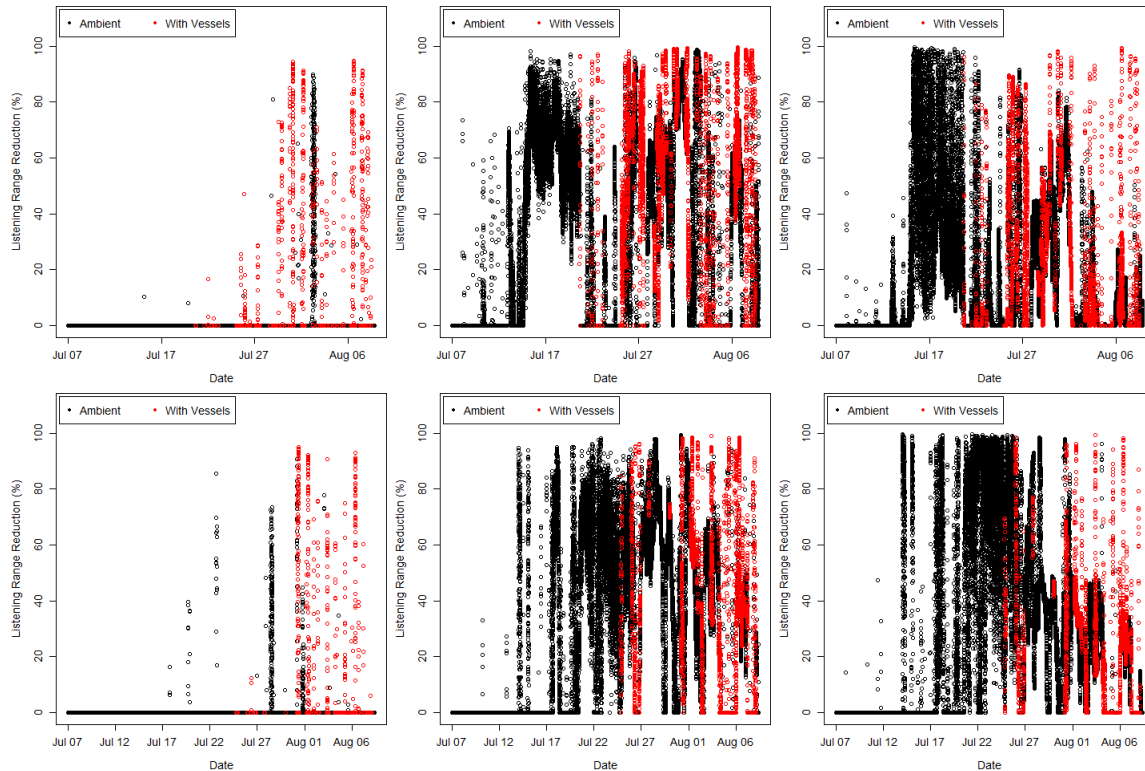 Ambient With Vessels
Listening Range Reduction (%)
100
80
60
40
20
0
Jul 07 Jul 17 Jul 27 Aug 06
Date
Ambient With Vessels
Listening Range Reduction (%)
100
80
60
40
20
0
Jul 07 Jul 17 Jul 27 Aug 06
Date
Ambient With Vessels
Listening Range Reduction (%)
100
80
60
40
20
0
Jul 07 Jul 17 Jul 27 Aug 06
Date
Ambient With Vessels
Listening Range Reduction (%)
100
80
60
40
20
0
Jul 07 Jul 12 Jul 17 Jul 22 Jul 27 Aug 01 Aug 06
Date
Ambient With Vessels
Listening Range Reduction (%)
100
80
60
40
20
0
Jul 07 Jul 12 Jul 17 Jul 22 Jul 27 Aug 01 Aug 06
Date
Ambient With Vessels
Listening Range Reduction (%)
100
80
60
40
20
0
Jul 07 Jul 12 Jul 17 Jul 22 Jul 27 Aug 01 Aug 06
Date